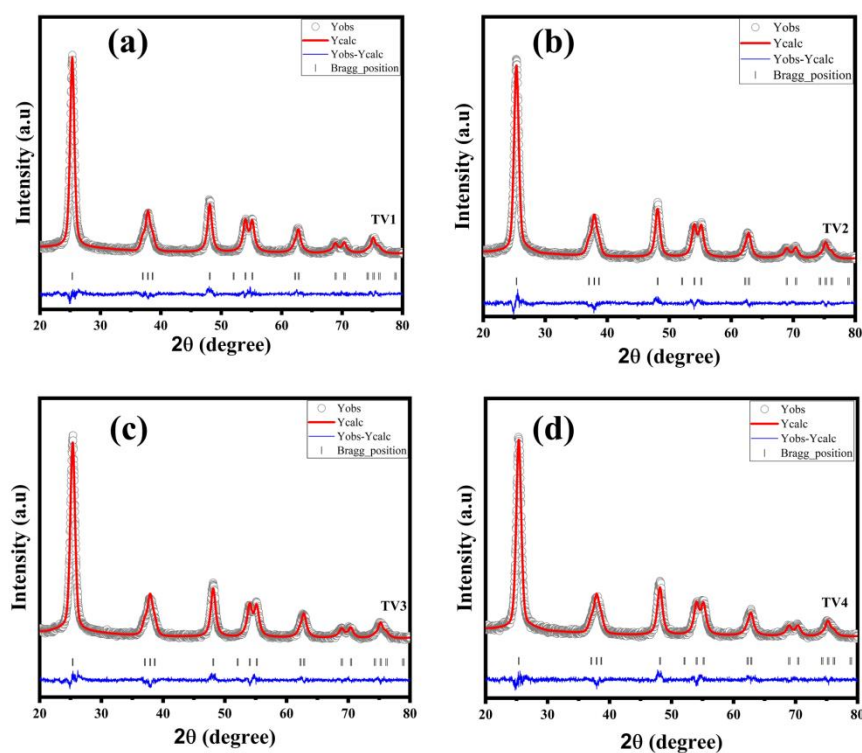 (a)
Yobs
Ycalc
Yobs-Ycalc
Bragg_position
Intensity (a.u)
TV1
20 30 40 50 60 70 80
2θ (degree)
(b)
Yobs
Ycalc
Yobs-Ycalc
Bragg_position
Intensity (a.u)
TV2
20 30 40 50 60 70 80
2θ (degree)
(c)
Yobs
Ycalc
Yobs-Ycalc
Bragg_position
Intensity (a.u)
TV3
20 30 40 50 60 70 80
2θ (degree)
(d)
Yobs
Ycalc
Yobs-Ycalc
Bragg_position
Intensity (a.u)
TV4
20 30 40 50 60 70 80
2θ (degree)